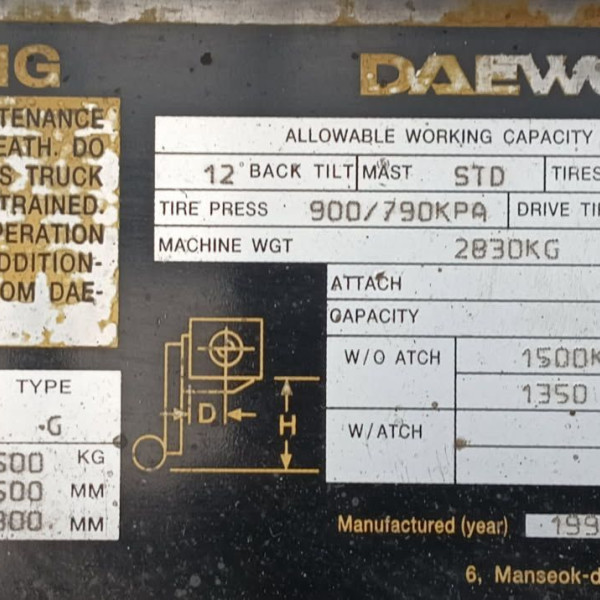 NG
TENANCE
EATH. DO
S TRUCK
TRAINED.
PERATION
DDITION-
OM DAE-
TYPE
-G
500 KG
500 MM
300 MM
DAEW
ALLOWABLE WORKING CAPACITY
12° BACK TILT MAST STD TIRES
TIRE PRESS 900/790KPA DRIVE TI
MACHINE WGT 2830KG
ATTACH
CAPACITY
W/O ATCH 1500K
1350
W/ATCH
D
H
Manufactured (year) 199
6, Manseok-d